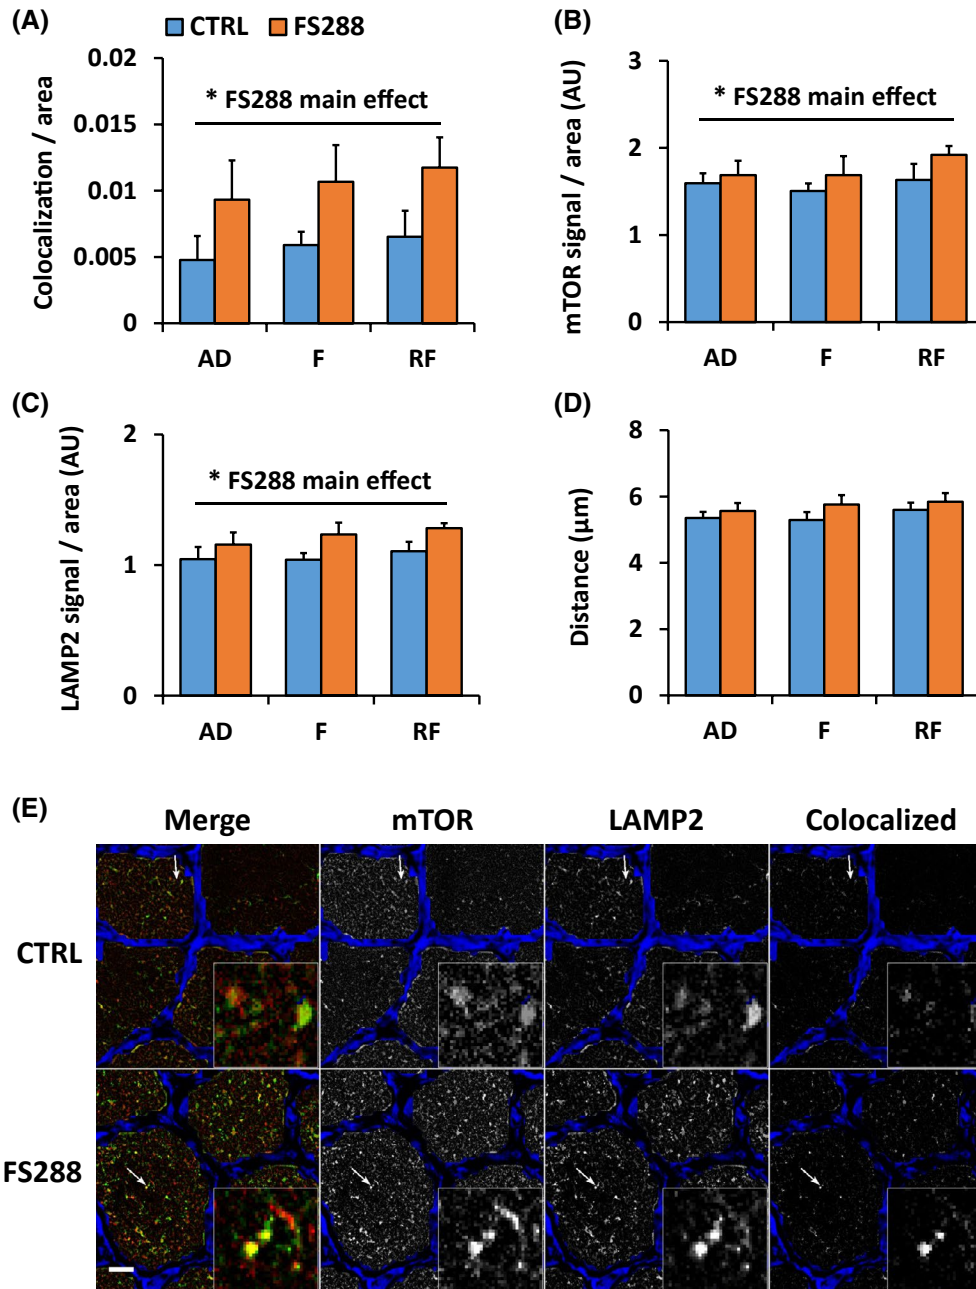 (A)
CTRL FS288
Colocalization / area
0.02
0.015
0.01
0.005
0
* FS288 main effect
AD F RF
(B)
mTOR signal / area (AU)
3
2
1
0
* FS288 main effect
AD F RF
(C)
LAMP2 signal / area (AU)
2
1
0
* FS288 main effect
AD F RF
(D)
Distance (µm)
8
6
4
2
0
AD F RF
(E)
Merge mTOR LAMP2 Colocalized
CTRL
FS288